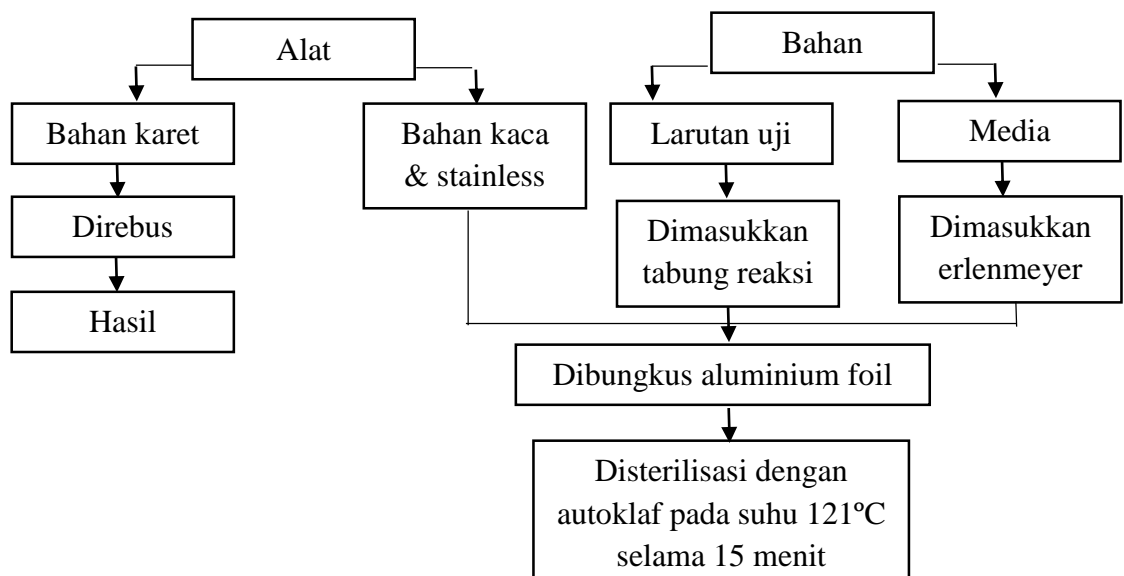 Alat
Bahan
Bahan karet
Bahan kaca
& stainless
Larutan uji
Media
Direbus
Dimasukkan
tabung reaksi
Dimasukkan
erlenmeyer
Hasil
Dibungkus aluminium foil
Disterilisasi dengan
autoklaf pada suhu 121ºC
selama 15 menit